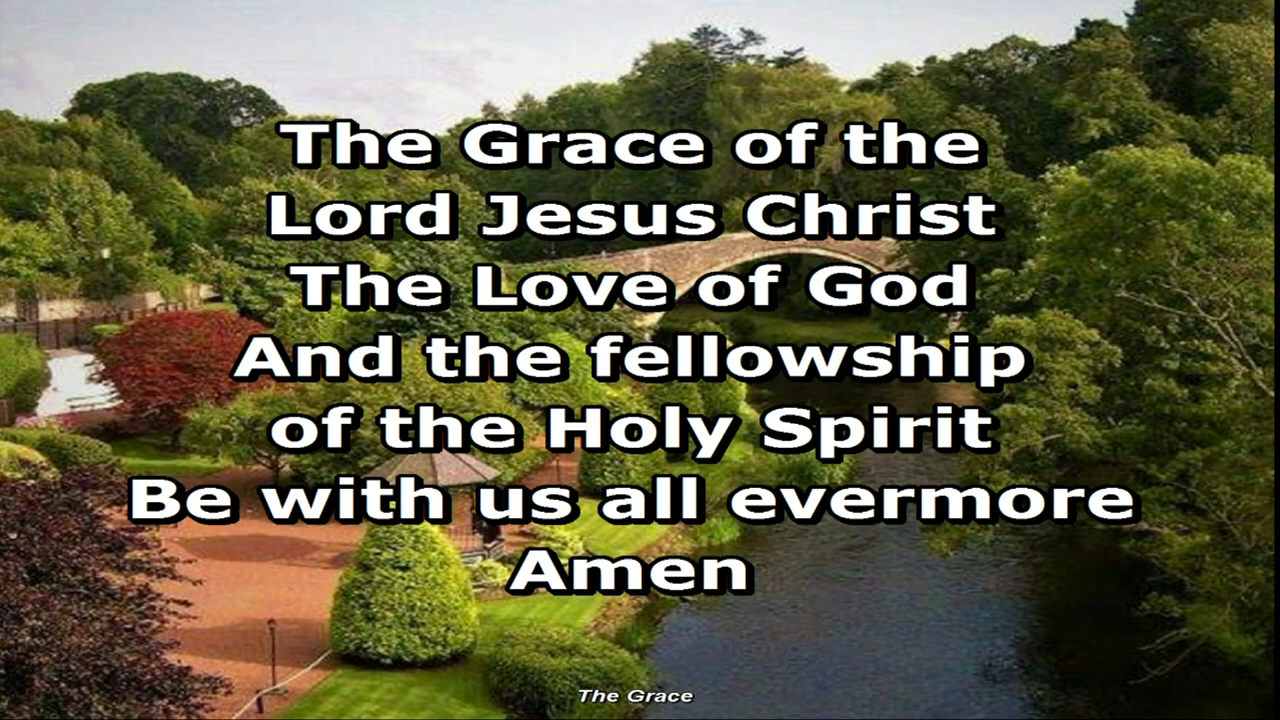 The Grace of the
Lord Jesus Christ
The Love of God
And the fellowship
of the Holy Spirit
Be with us all evermore
Amen
The Grace